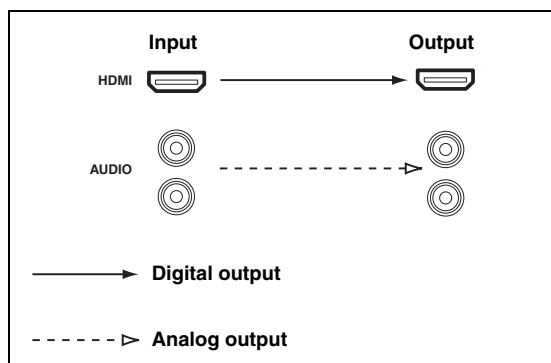 Input Output
HDMI
AUDIO
Digital output
Analog output